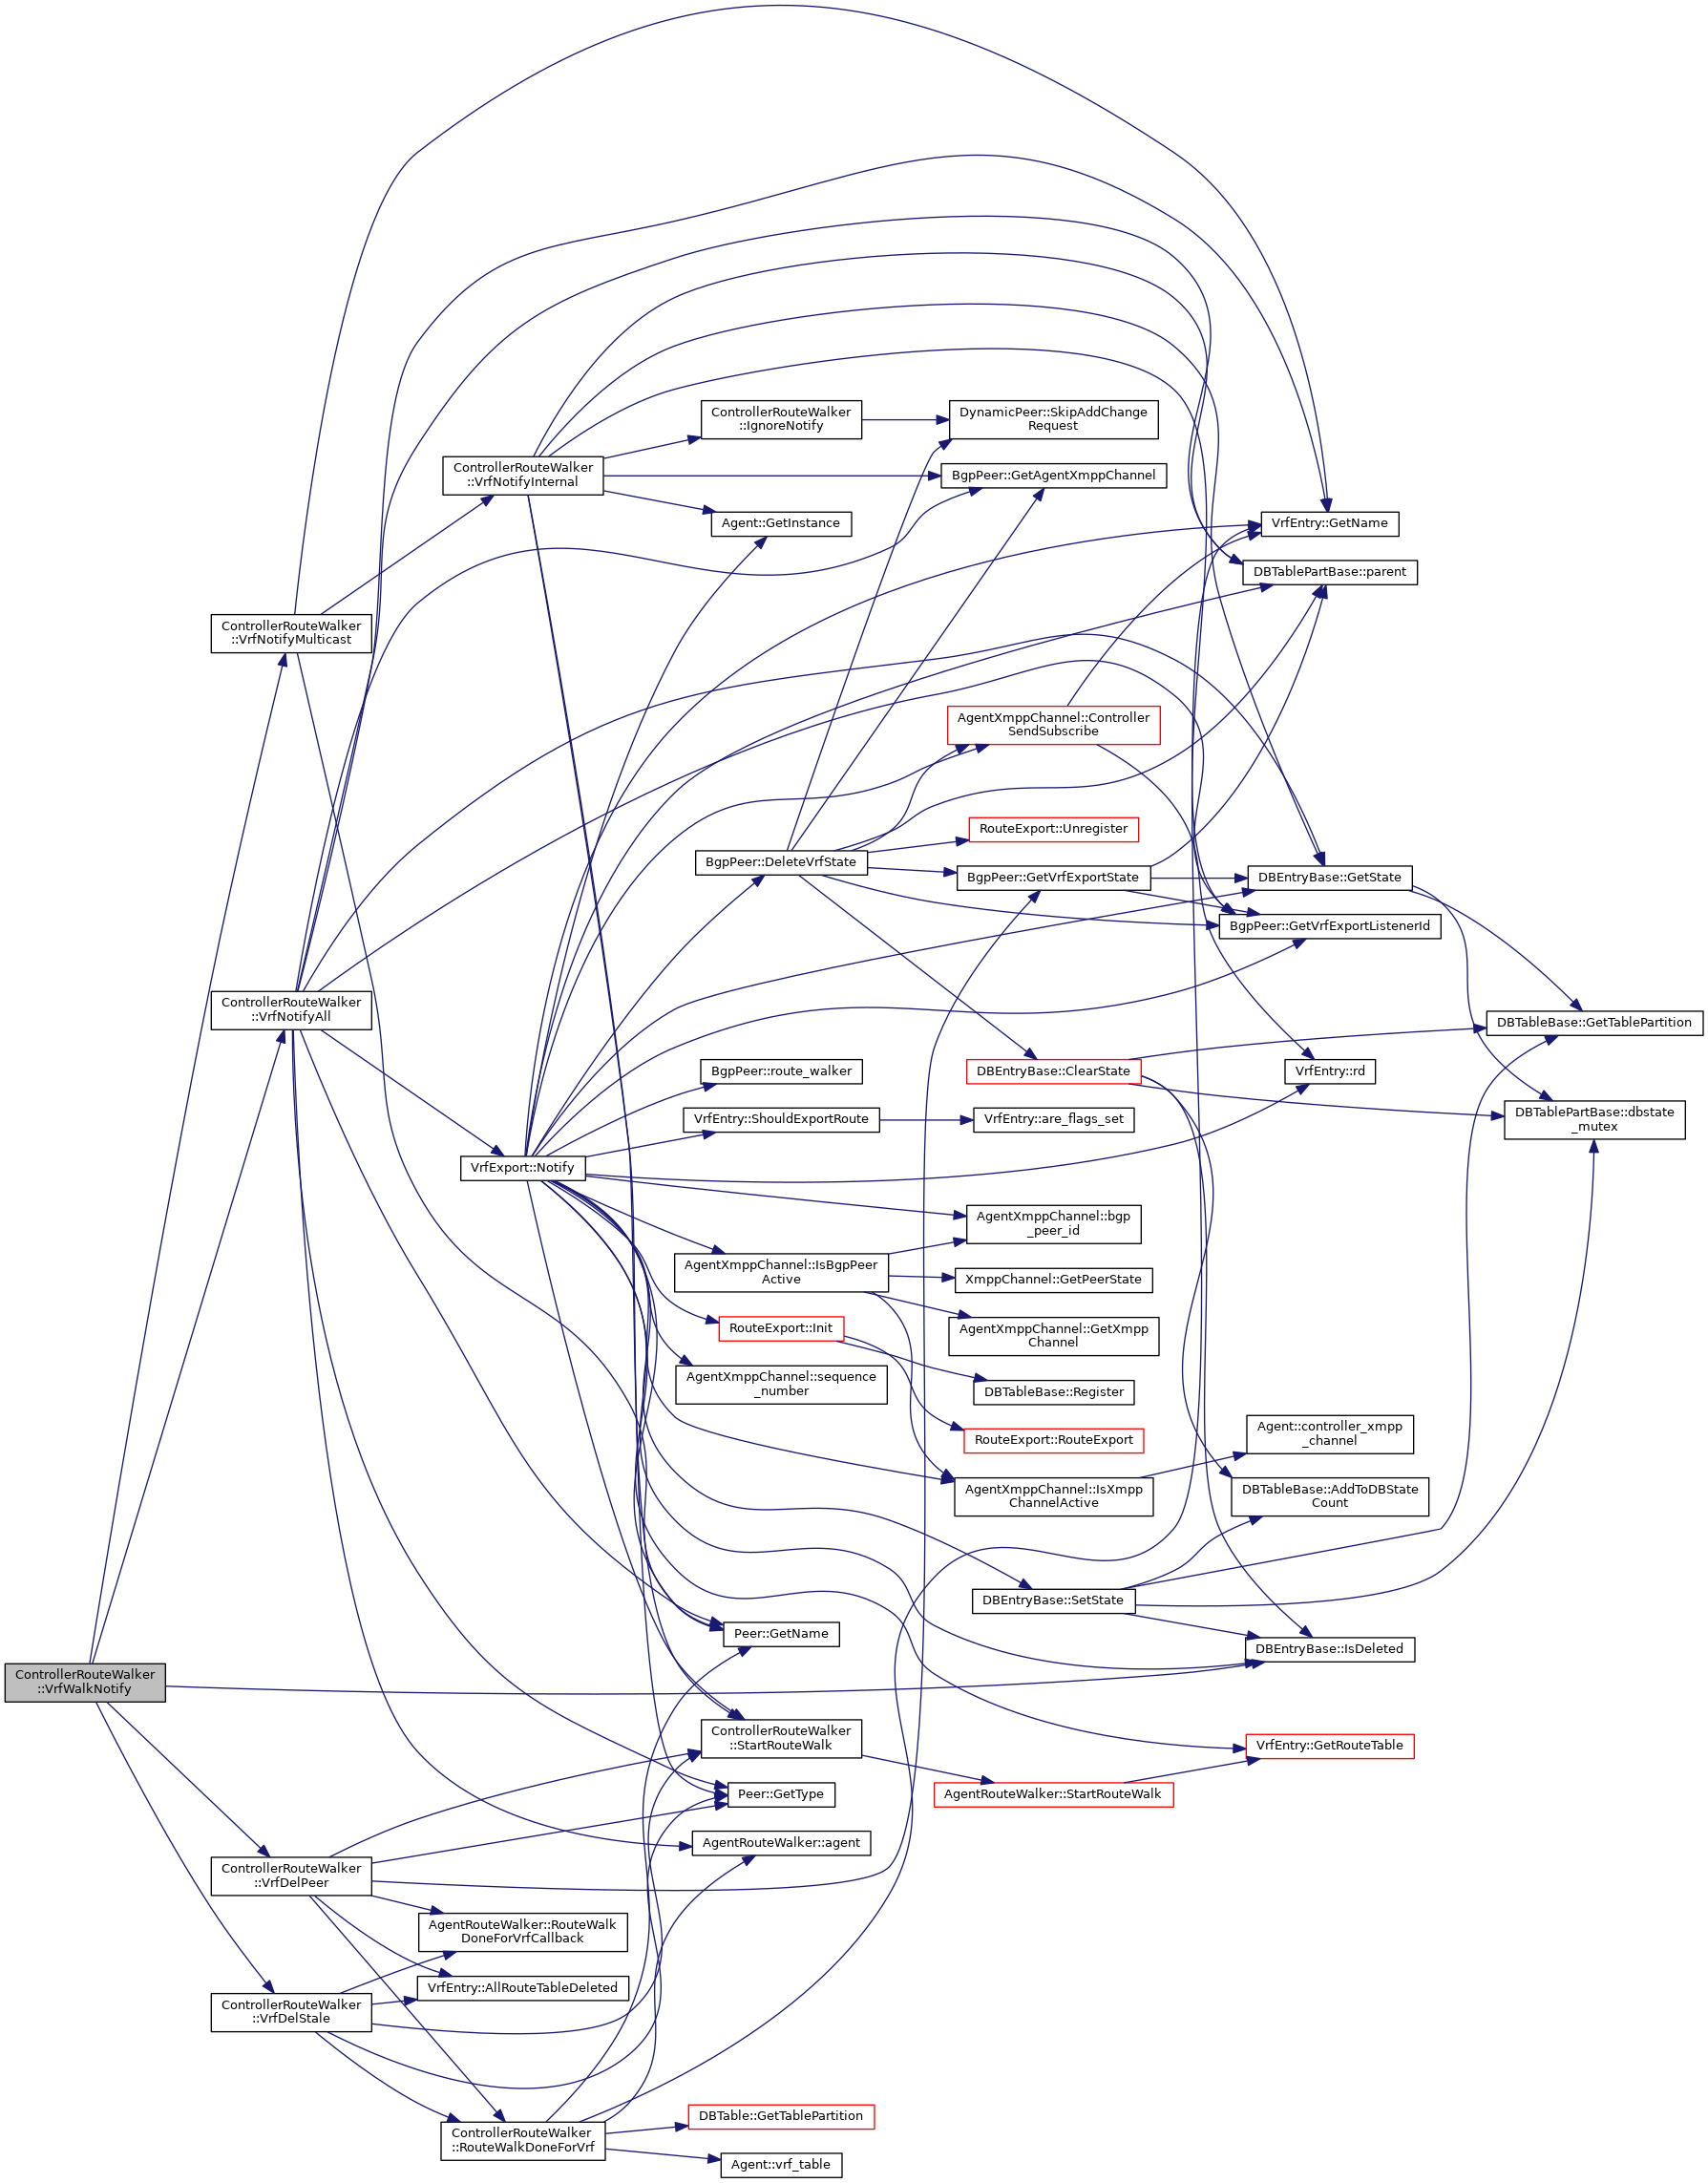 ControllerRouteWalker
::IgnoreNotify
DynamicPeer::SkipAddChange
Request
ControllerRouteWalker
::VrfNotifyInternal
BgpPeer::GetAgentXmppChannel
Agent::GetInstance
VrfEntry::GetName
DBTablePartBase::parent
ControllerRouteWalker
::VrfNotifyMulticast
AgentXmppChannel::Controller
SendSubscribe
RouteExport::Unregister
BgpPeer::DeleteVrfState
BgpPeer::GetVrfExportState
DBEntryBase::GetState
BgpPeer::GetVrfExportListenerId
ControllerRouteWalker
::VrfNotifyAll
DBTableBase::GetTablePartition
BgpPeer::route_walker
DBEntryBase::ClearState
VrfEntry::rd
VrfEntry::ShouldExportRoute
VrfEntry::are_flags_set
DBTablePartBase::dbstate
_mutex
VrfExport::Notify
AgentXmppChannel::bgp
_peer_id
AgentXmppChannel::IsBgpPeer
Active
XmppChannel::GetPeerState
RouteExport::Init
AgentXmppChannel::GetXmpp
Channel
AgentXmppChannel::sequence
_number
DBTableBase::Register
RouteExport::RouteExport
Agent::controller_xmpp
_channel
AgentXmppChannel::IsXmpp
ChannelActive
DBTableBase::AddToDBState
Count
DBEntryBase::SetState
Peer::GetName
DBEntryBase::IsDeleted
ControllerRouteWalker
::VrfWalkNotify
ControllerRouteWalker
::StartRouteWalk
VrfEntry::GetRouteTable
Peer::GetType
AgentRouteWalker::StartRouteWalk
AgentRouteWalker::agent
ControllerRouteWalker
::VrfDelPeer
AgentRouteWalker::RouteWalk
DoneForVrfCallback
VrfEntry::AllRouteTableDeleted
ControllerRouteWalker
::VrfDelStale
DBTable::GetTablePartition
ControllerRouteWalker
::RouteWalkDoneForVrf
Agent::vrf_table